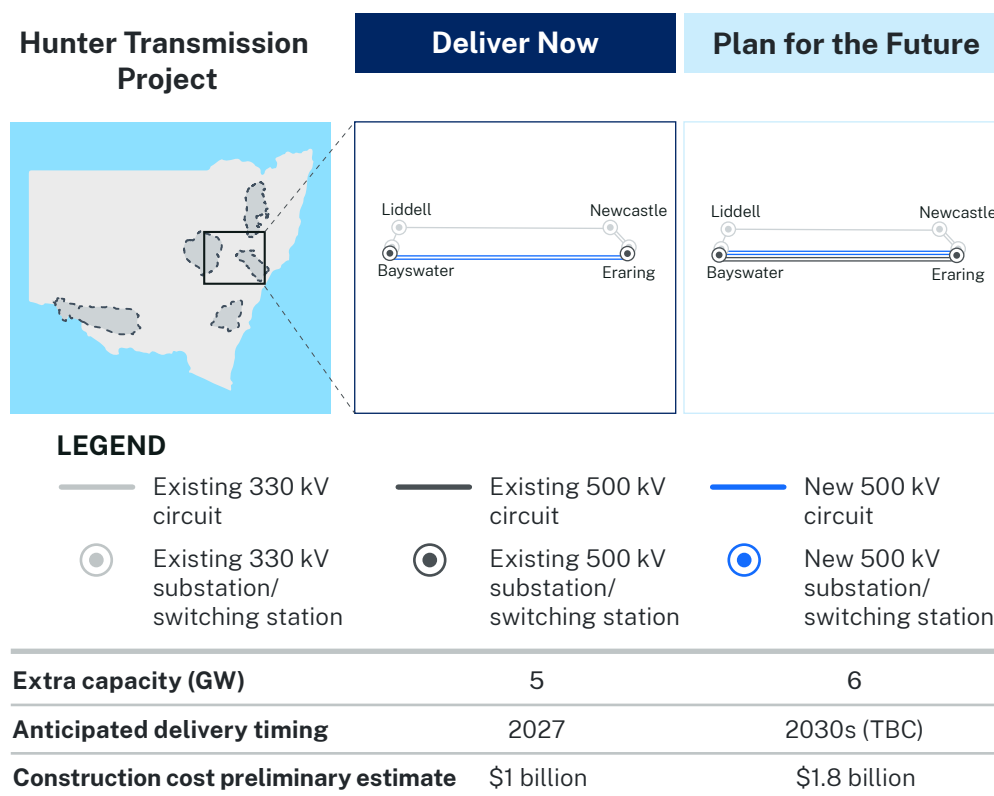 Hunter Transmission
Project
Deliver Now
Plan for the Future
Liddell
Newcastle
Bayswater
Eraring
Liddell
Newcastle
Bayswater
Eraring
LEGEND
Existing 330 kV
circuit
Existing 500 kV
circuit
New 500 kV
circuit
Existing 330 kV
substation/
switching station
Existing 500 kV
substation/
switching station
New 500 kV
substation/
switching station
Extra capacity (GW) 5 6
Anticipated delivery timing 2027 2030s (TBC)
Construction cost preliminary estimate $1 billion $1.8 billion